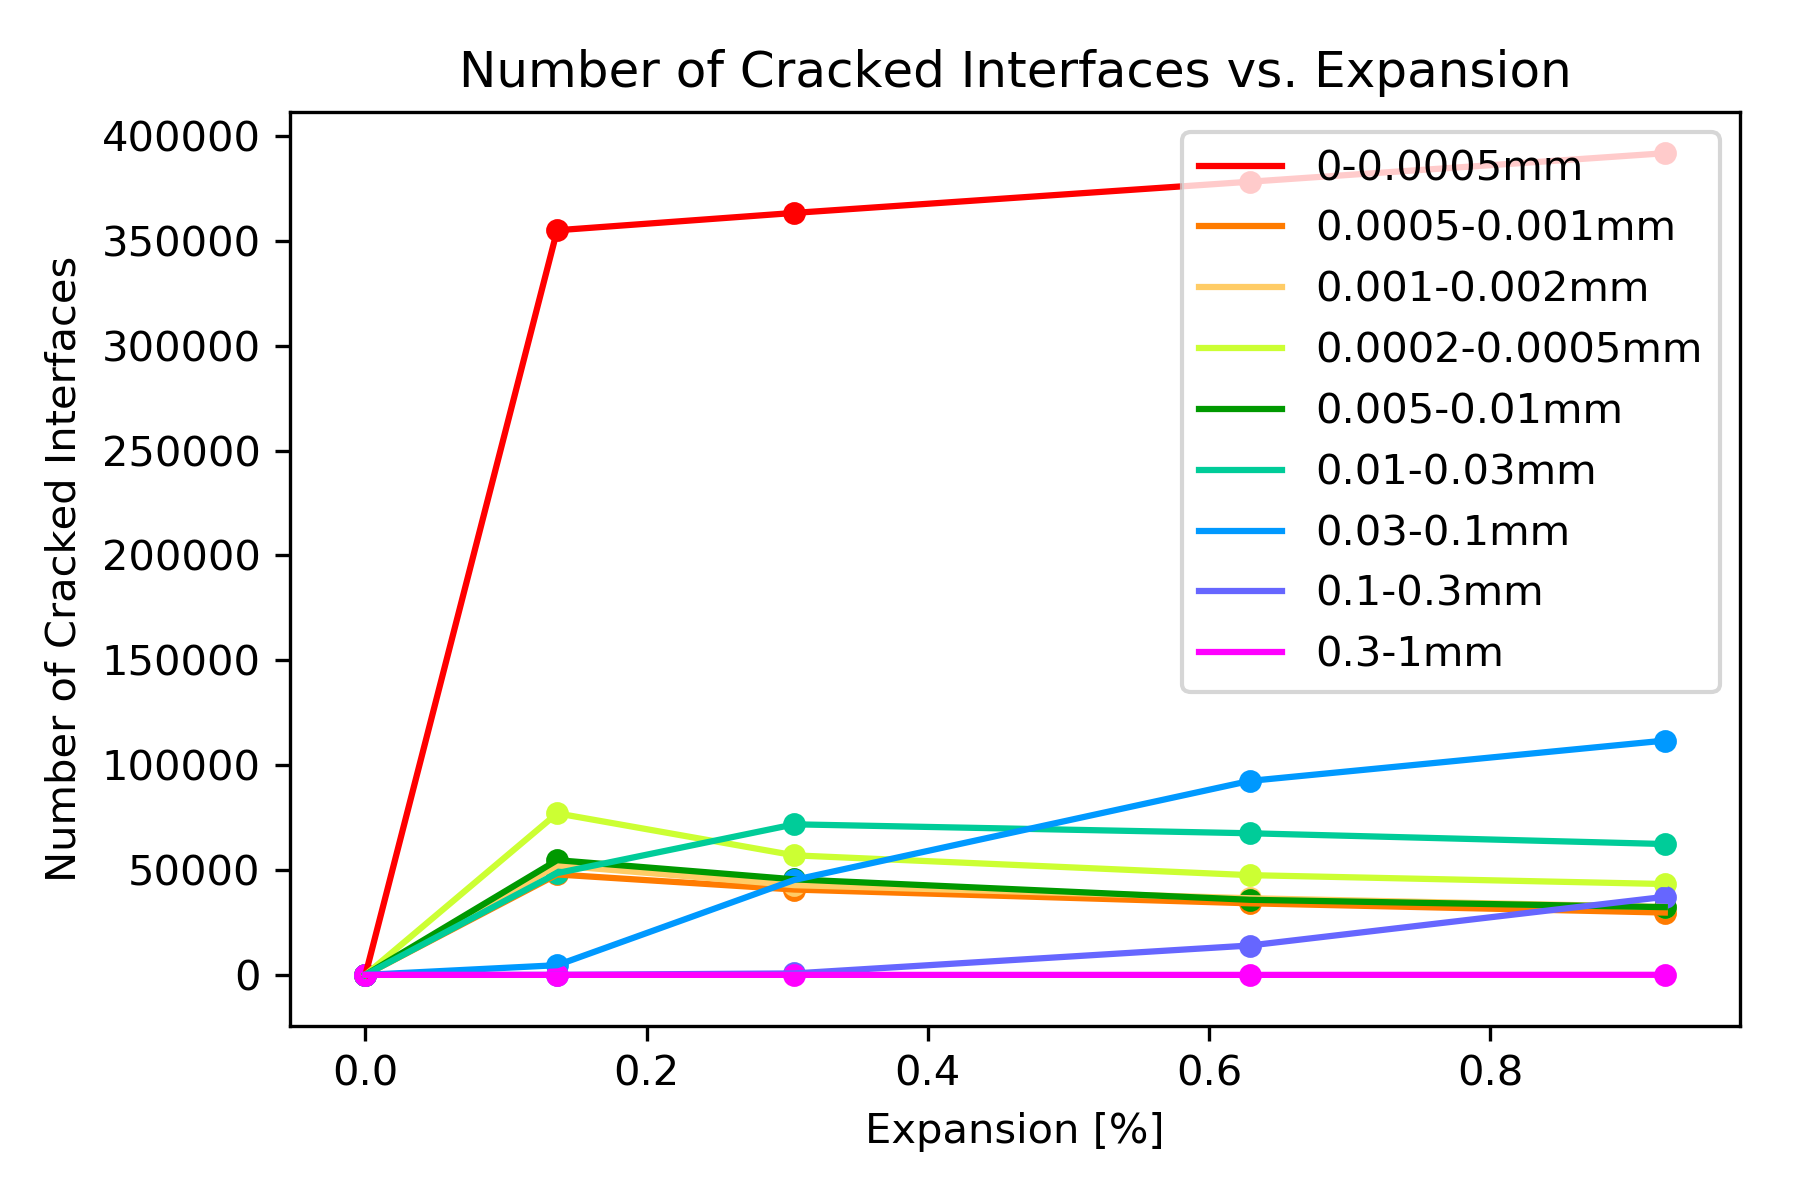 Number of Cracked Interfaces vs. Expansion
400000
350000
300000
250000
200000
150000
100000
50000
0
Number of Cracked Interfaces
0-0.0005mm
0.0005-0.001mm
0.001-0.002mm
0.0002-0.0005mm
0.005-0.01mm
0.01-0.03mm
0.03-0.1mm
0.1-0.3mm
0.3-1mm
0.0 0.2 0.4 0.6 0.8
Expansion [%]